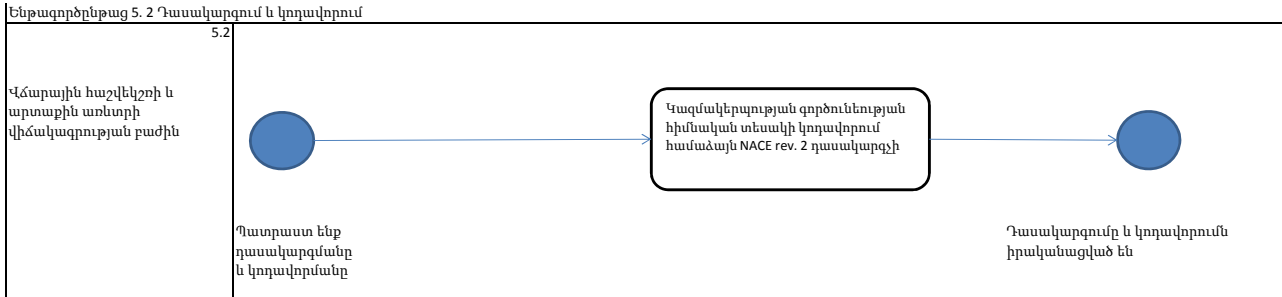 Ենթագործընթաց 5. 2 Դասակարգում և կոդավորում
5.2
Վճարային հաշվեկշռի և
արտաքին առևտրի
վիճակագրության բաժին
Կազմակերպության գործունեության
հիմնական տեսակի կոդավորում
համաձայն NACE rev. 2 դասակարգչի
Պատրաստ ենք
դասակարգմանը
և կոդավորմանը
Դասակարգումը և կոդավորումն
իրականացված են